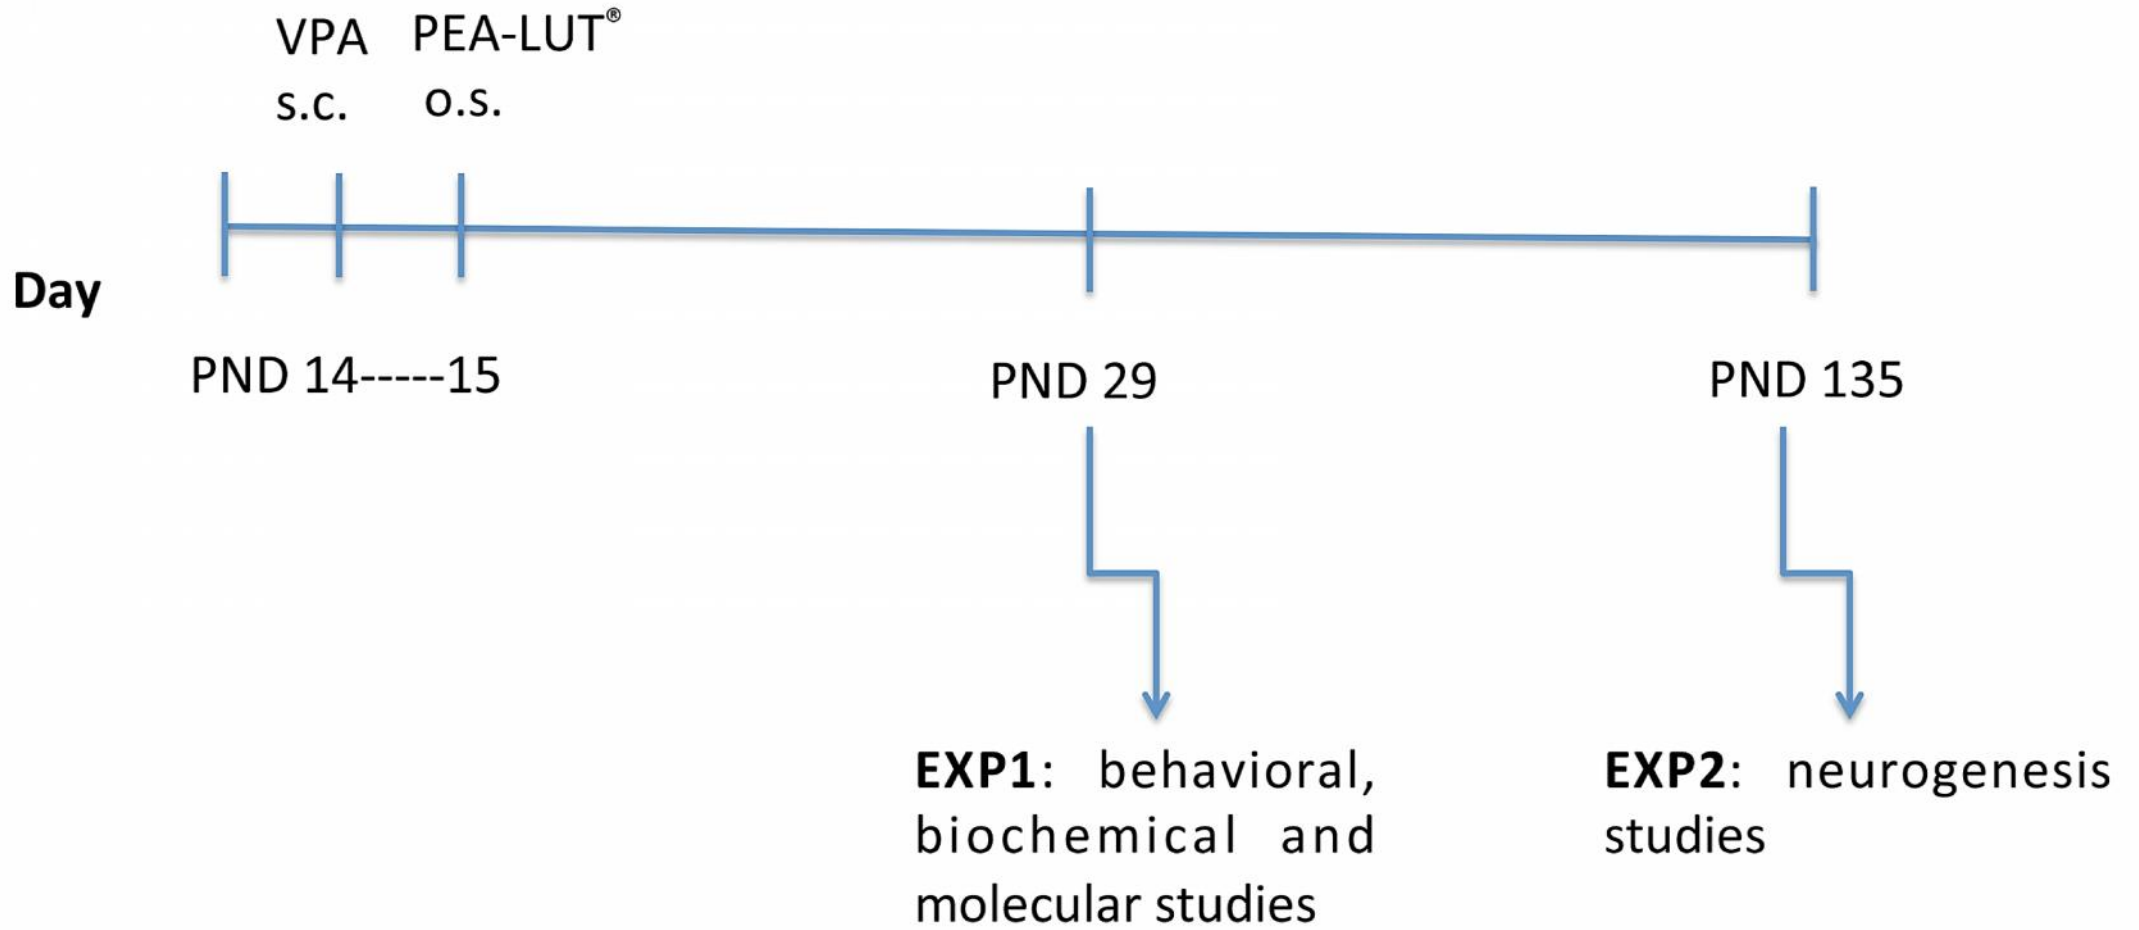 VPA PEA-LUT®
s.c. o.s.
Day
PND 14-----15
PND 29
PND 135
EXP1: behavioral,
biochemical and
molecular studies
EXP2: neurogenesis
studies